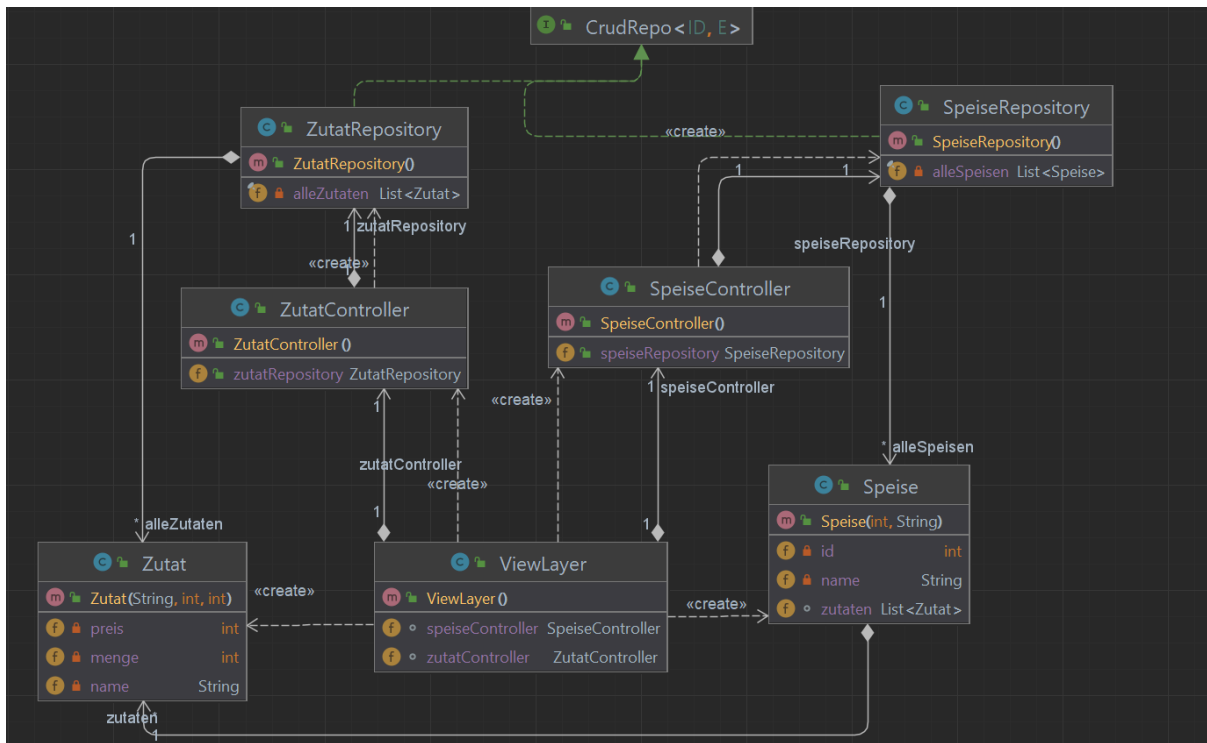 CrudRepo<ID, E>
ZutatRepository
ZutatRepository()
alleZutaten List<Zutat>
«create»
SpeiseRepository
SpeiseRepository()
alleSpeisen List<Speise>
1
1
1
1 zutatRepository
«create»
1
speiseRepository
ZutatController
ZutatController()
zutatRepository ZutatRepository
SpeiseController
SpeiseController()
speiseRepository SpeiseRepository
1
1
«create»
1 speiseController
zutatController
«create»
* alleSpeisen
1
1
* alleZutaten
Zutat
Zutat(String, int, int)
preis int
menge int
name String
«create»
ViewLayer
ViewLayer()
speiseController SpeiseController
zutatController ZutatController
«create»
Speise
Speise(int, String)
id int
name String
zutaten List<Zutat>
zutaten *
1